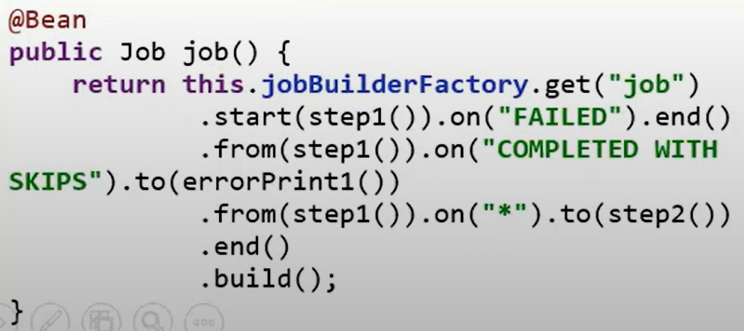 @Bean
public Job job() {
    return this.jobBuilderFactory.get("job")
            .start(step1()).on("FAILED").end()
            .from(step1()).on("COMPLETED WITH
SKIPS").to(errorPrint1())
            .from(step1()).on("*").to(step2())
            .end()
            .build();
}